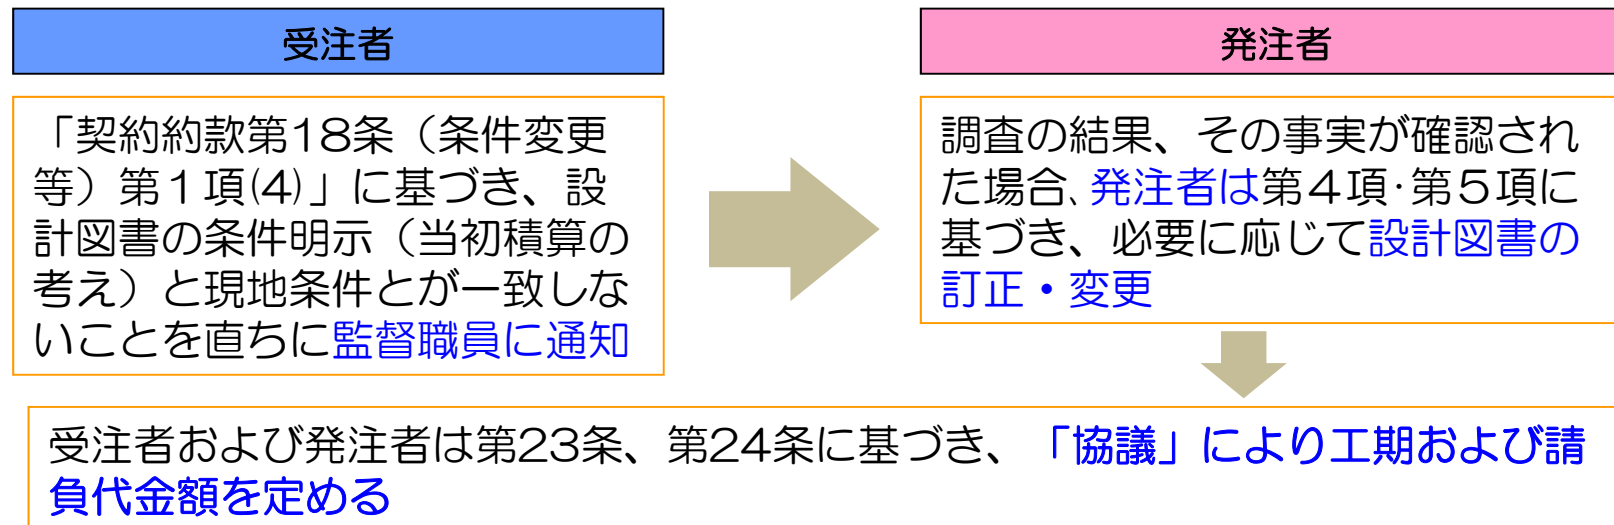 受注者
「契約約款第18条（条件変更
等）第１項(4)」に基づき、設
計図書の条件明示（当初積算の
考え）と現地条件とが一致しな
いことを直ちに監督職員に通知
発注者
調査の結果、その事実が確認され
た場合、発注者は第４項･第５項に
基づき、必要に応じて設計図書の
訂正・変更
受注者および発注者は第23条、第24条に基づき、「協議」により工期および請
負代金額を定める